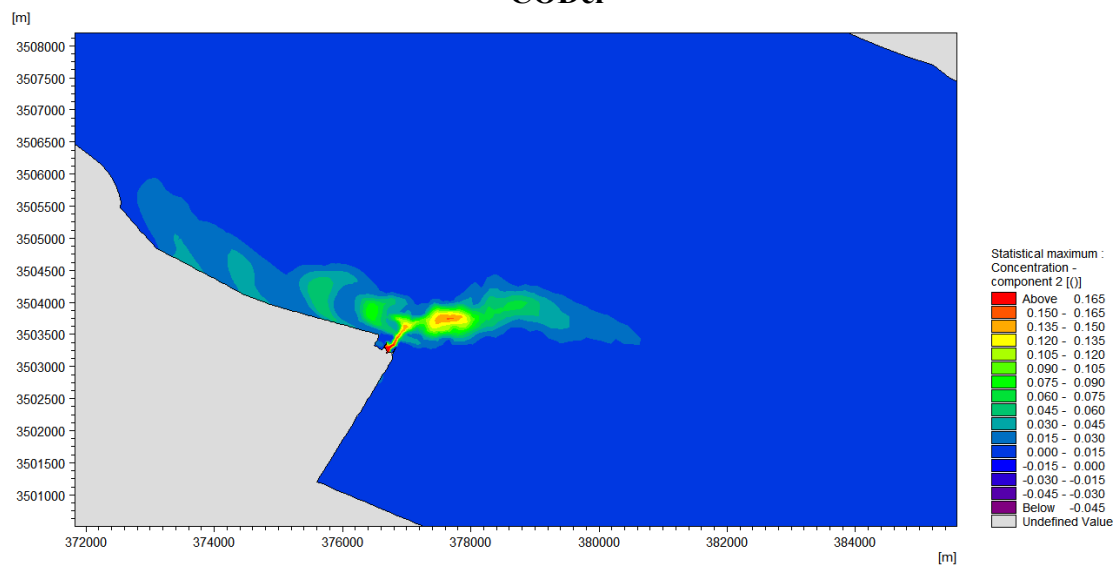 CODcr
[m]
3508000
3507500
3507000
3506500
3506000
3505500
3505000
3504500
3504000
3503500
3503000
3502500
3502000
3501500
3501000
372000 374000 376000 378000 380000 382000 384000
[m]
Statistical maximum :
Concentration -
component 2 [()]
Above 0.165
0.150 - 0.165
0.135 - 0.150
0.120 - 0.135
0.105 - 0.120
0.090 - 0.105
0.075 - 0.090
0.060 - 0.075
0.045 - 0.060
0.030 - 0.045
0.015 - 0.030
0.000 - 0.015
-0.015 - 0.000
-0.030 - -0.015
-0.045 - -0.030
Below -0.045
Undefined Value